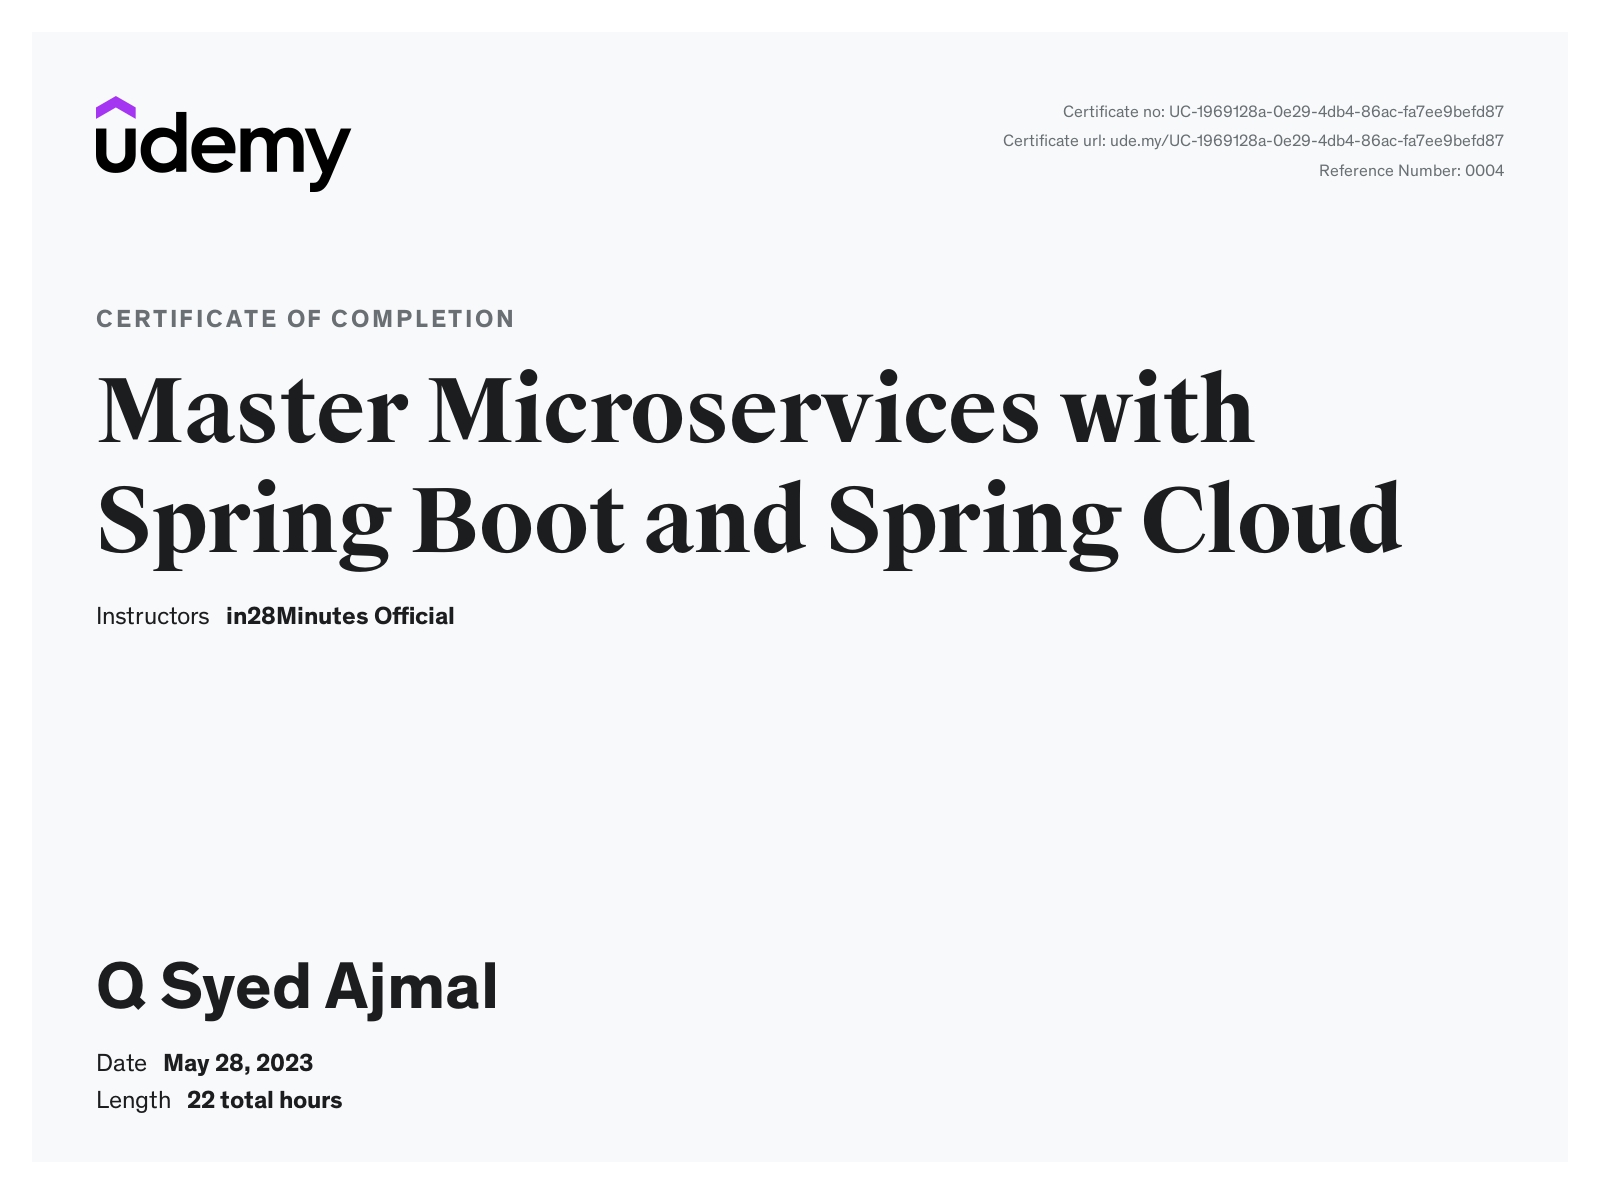 udemy
Certificate no: UC-1969128a-0e29-4db4-86ac-fa7ee9befd87
Certificate url: ude.my/UC-1969128a-0e29-4db4-86ac-fa7ee9befd87
Reference Number: 0004
CERTIFICATE OF COMPLETION
Master Microservices with
Spring Boot and Spring Cloud
Instructors in28Minutes Official
Q Syed Ajmal
Date May 28, 2023
Length 22 total hours